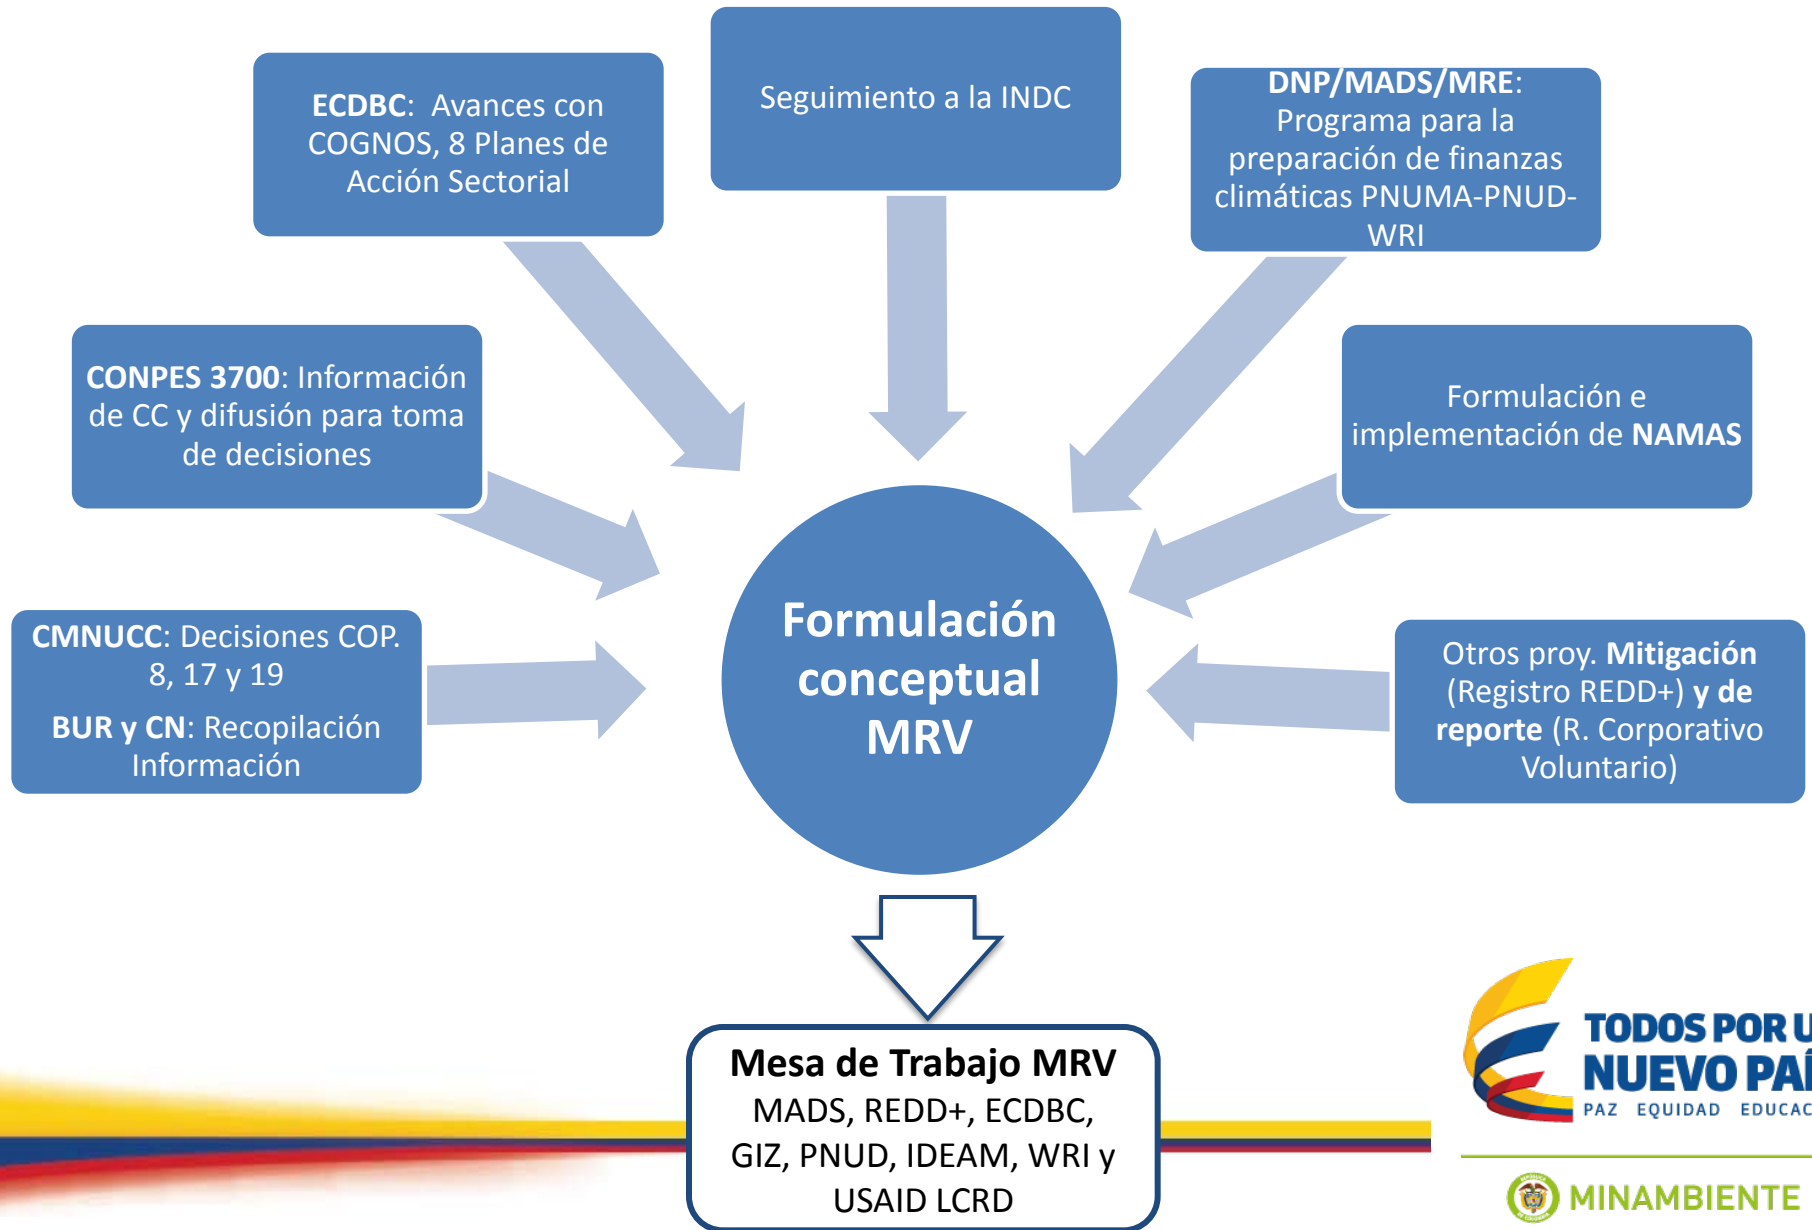 Seguimiento a la INDC
ECDBC: Avances con
COGNOS, 8 Planes de
Acción Sectorial
DNP/MADS/MRE:
Programa para la
preparación de finanzas
climáticas PNUMA-PNUD-
WRI
CONPES 3700: Información
de CC y difusión para toma
de decisiones
Formulación e
implementación de NAMAS
CMNUCC: Decisiones COP.
8, 17 y 19
BUR y CN: Recopilación
Información
Formulación
conceptual
MRV
Otros proy. Mitigación
(Registro REDD+) y de
reporte (R. Corporativo
Voluntario)
Mesa de Trabajo MRV
MADS, REDD+, ECDBC,
GIZ, PNUD, IDEAM, WRI y
USAID LCRD
TODOS POR U
NUEVO PAÍ
PAZ EQUIDAD EDUCAC
MINAMBIENTE